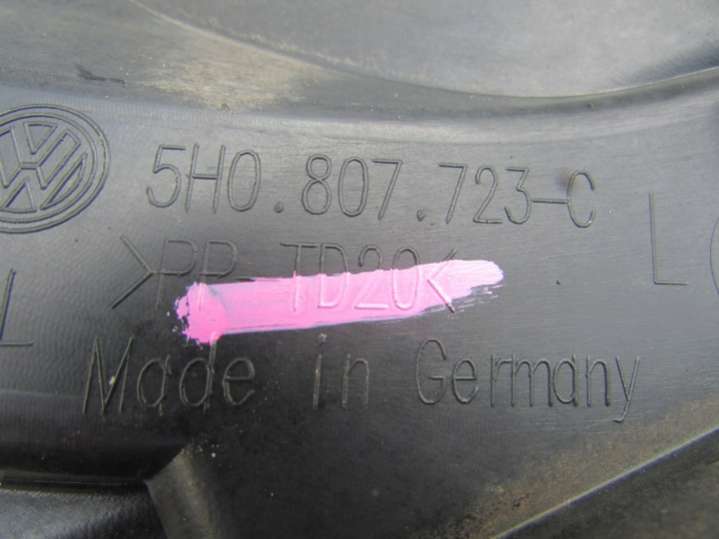 5H0.807.723-C
>PP-TD20<
L
L
Made in Germany